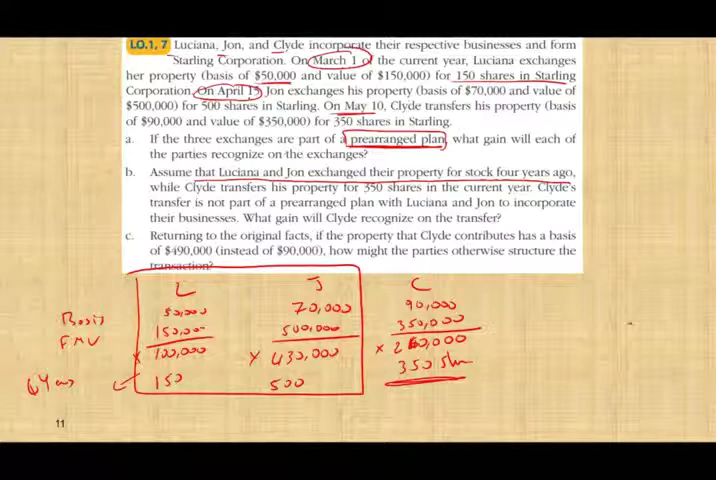 LO.1, 7 Luciana, Jon, and Clyde incorporate their respective businesses and form
Starling Corporation. On March 1 of the current year, Luciana exchanges
her property (basis of $50,000 and value of $150,000) for 150 shares in Starling
Corporation. On April 15, Jon exchanges his property (basis of $70,000 and value of
$500,000) for 500 shares in Starling. On May 10, Clyde transfers his property (basis
of $90,000 and value of $350,000) for 350 shares in Starling.
a. If the three exchanges are part of a prearranged plan, what gain will each of
the parties recognize on the exchanges?
b. Assume that Luciana and Jon exchanged their property for stock four years ago,
while Clyde transfers his property for 350 shares in the current year. Clyde's
transfer is not part of a prearranged plan with Luciana and Jon to incorporate
their businesses. What gain will Clyde recognize on the transfer?
c. Returning to the original facts, if the property that Clyde contributes has a basis
of $490,000 (instead of $90,000), how might the parties otherwise structure the
transaction?
L J C
Basis 50,000 70,000 90,000
FMV 150,000 500,000 350,000
x 100,000 x 430,000 x 260,000
150 500 350
11